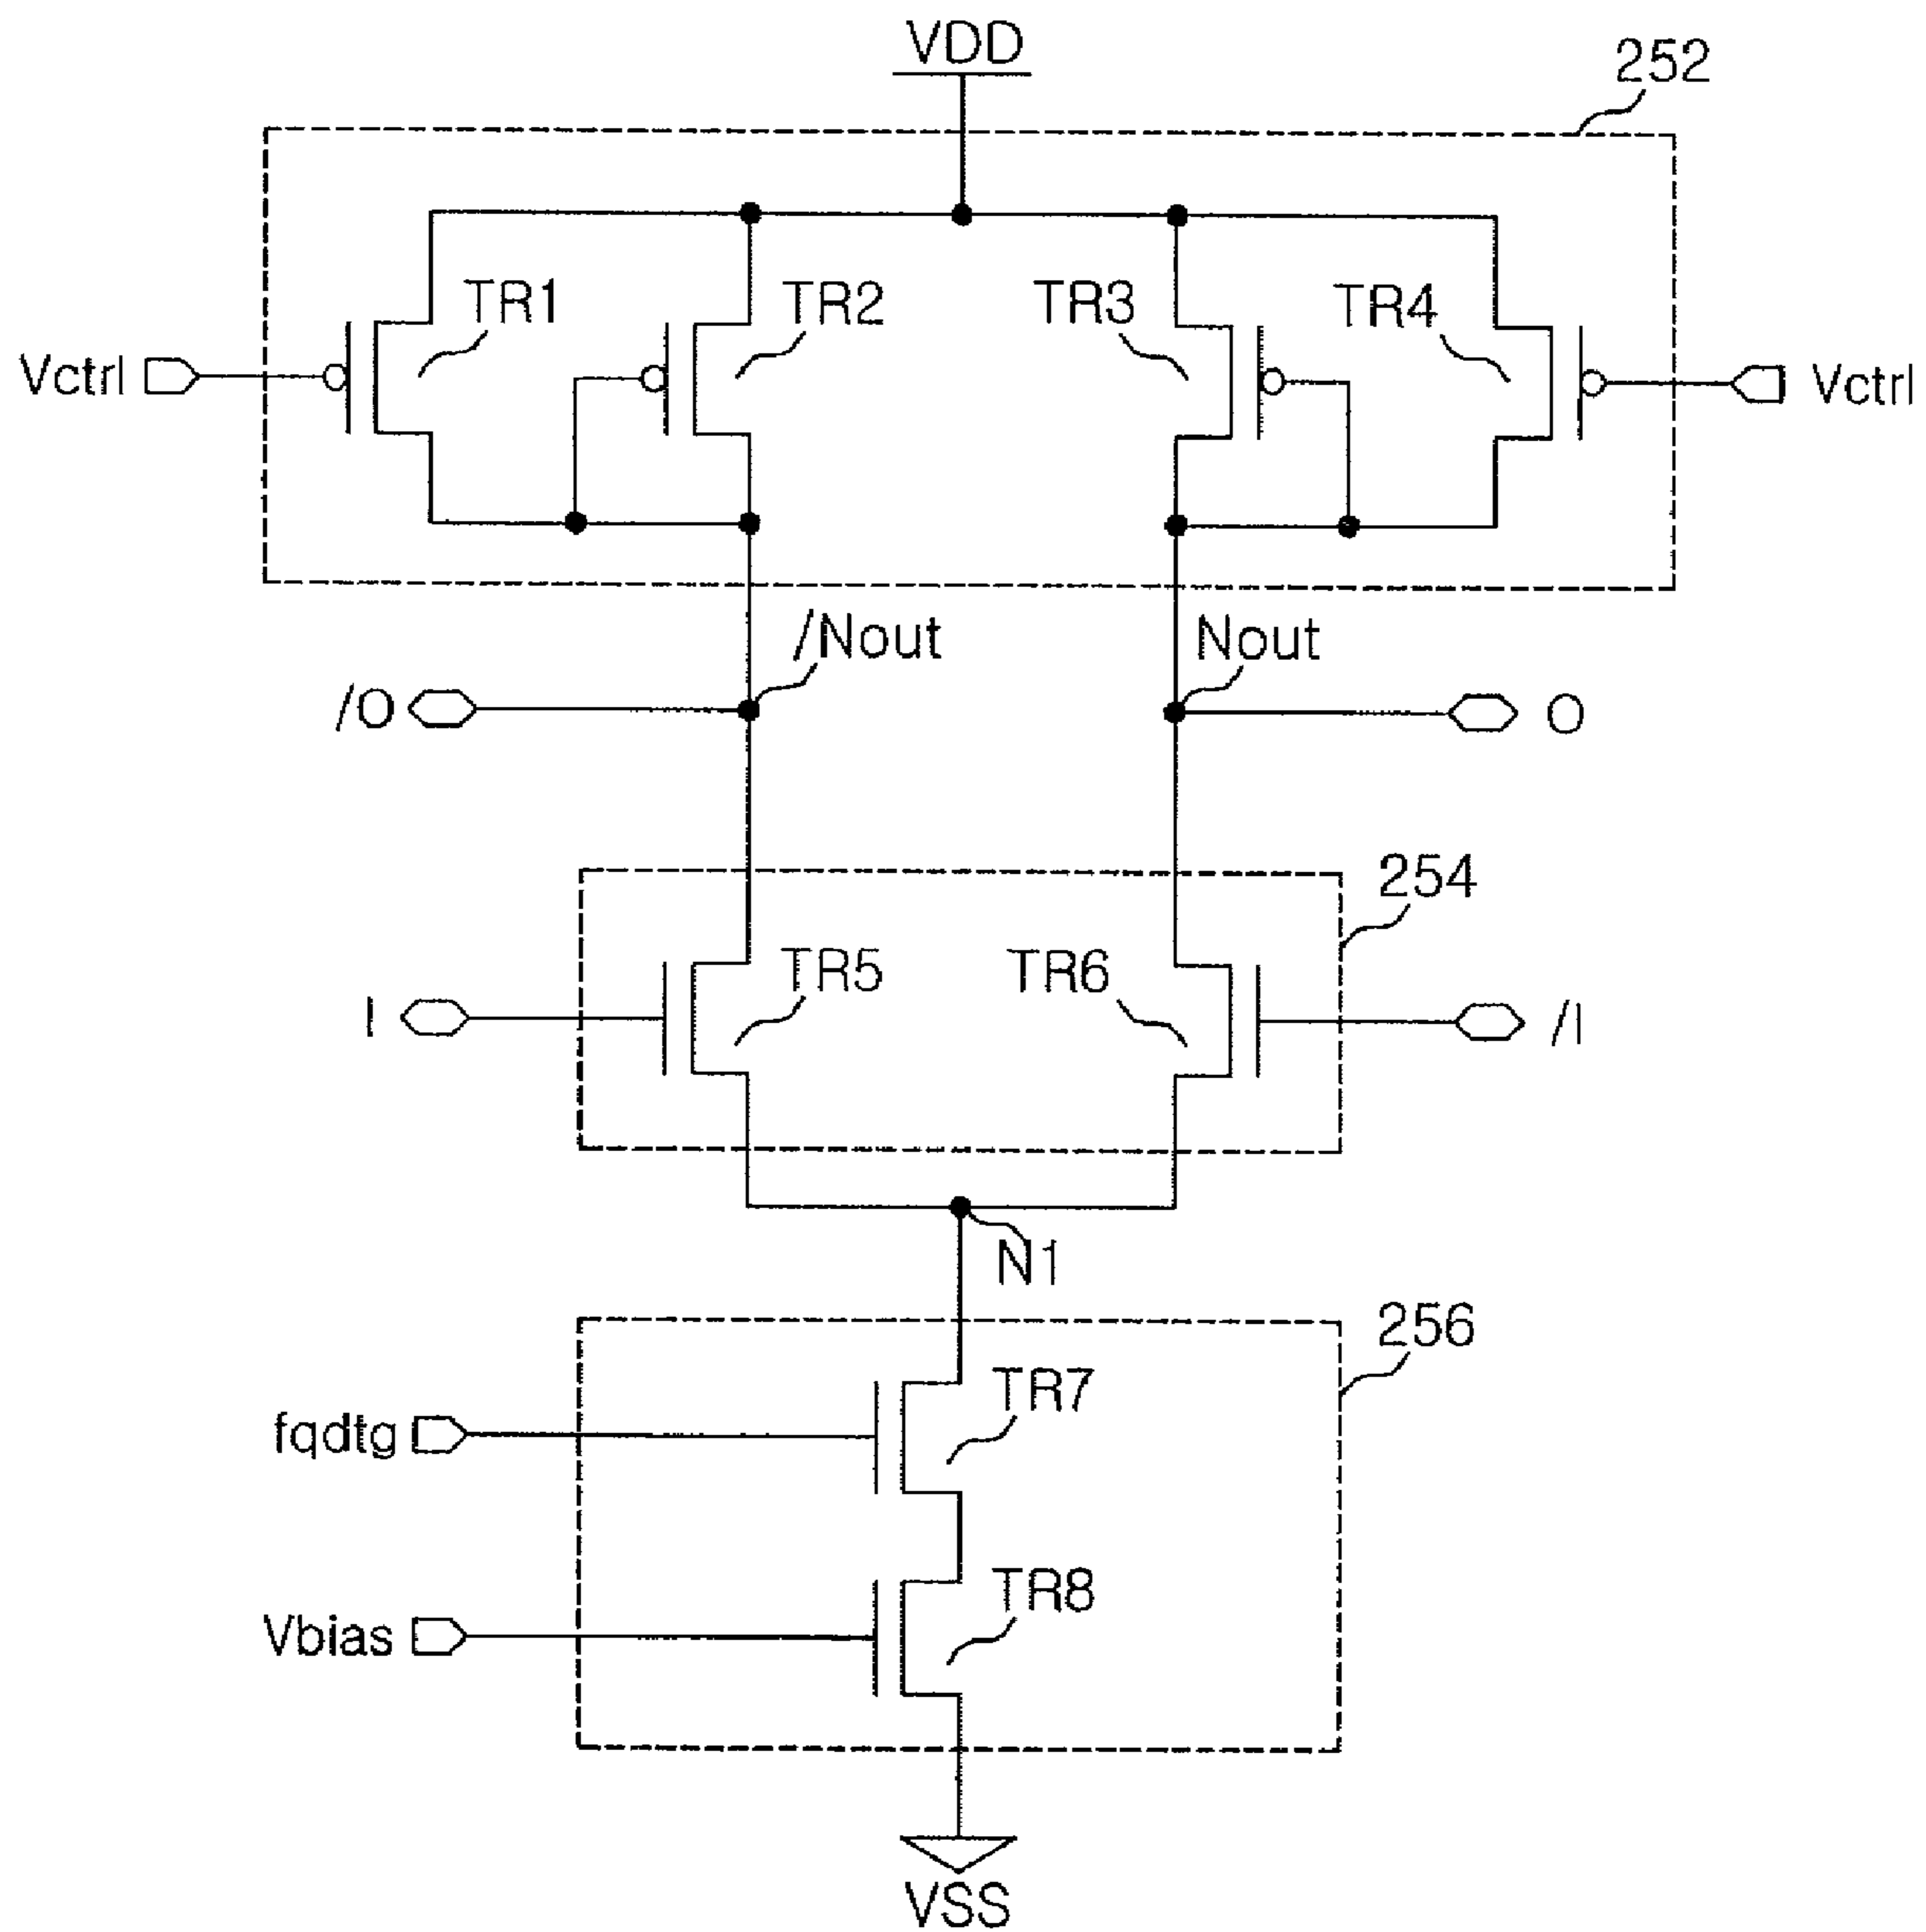 VDD
252
TR1
TR2
TR3
TR4
Vctrl
Vctrl
/Nout
Nout
/O
O
254
TR5
TR6
I
/I
N1
256
TR7
fqdtg
TR8
Vbias
VSS